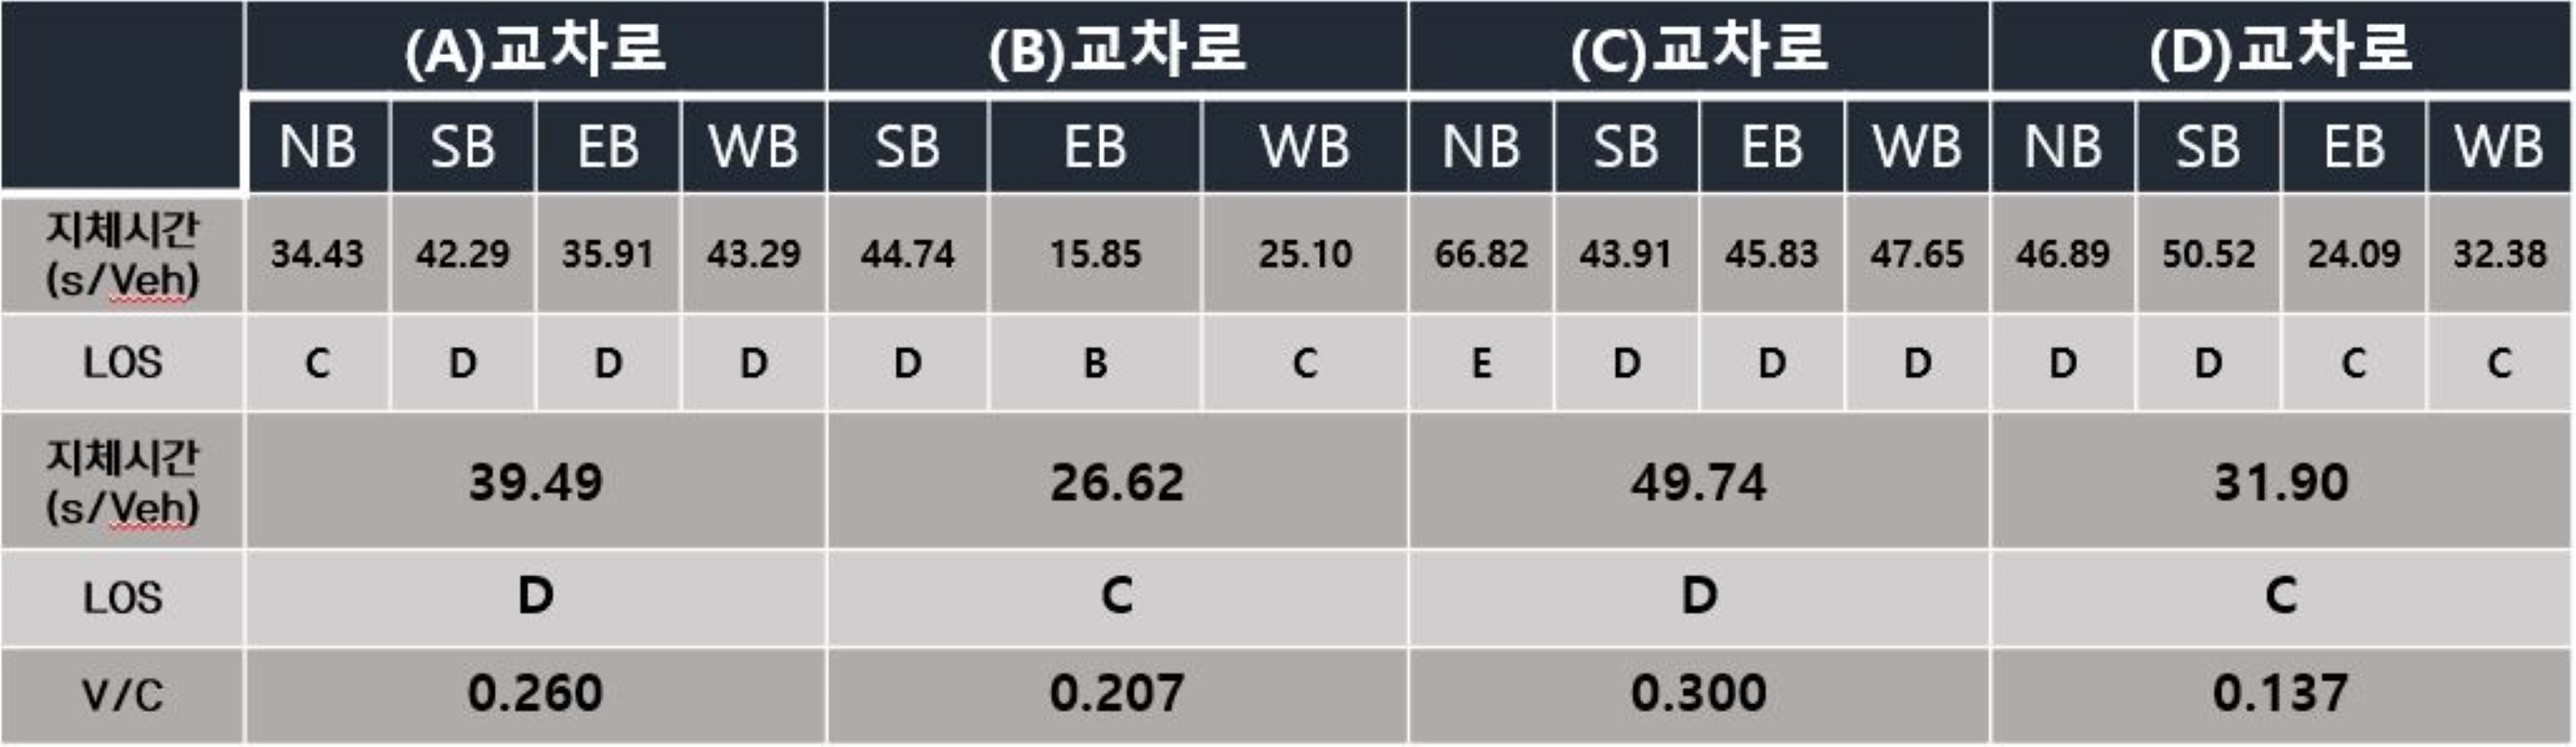 (A)교차로 (B)교차로 (C)교차로 (D)교차로
NB SB EB WB SB EB WB NB SB EB WB NB SB EB WB
지체시간
(s/Veh) 34.43 42.29 35.91 43.29 44.74 15.85 25.10 66.82 43.91 45.83 47.65 46.89 50.52 24.09 32.38
LOS C D D D D B C E D D D D D C C
지체시간
(s/Veh) 39.49 26.62 49.74 31.90
LOS D C D C
V/C 0.260 0.207 0.300 0.137